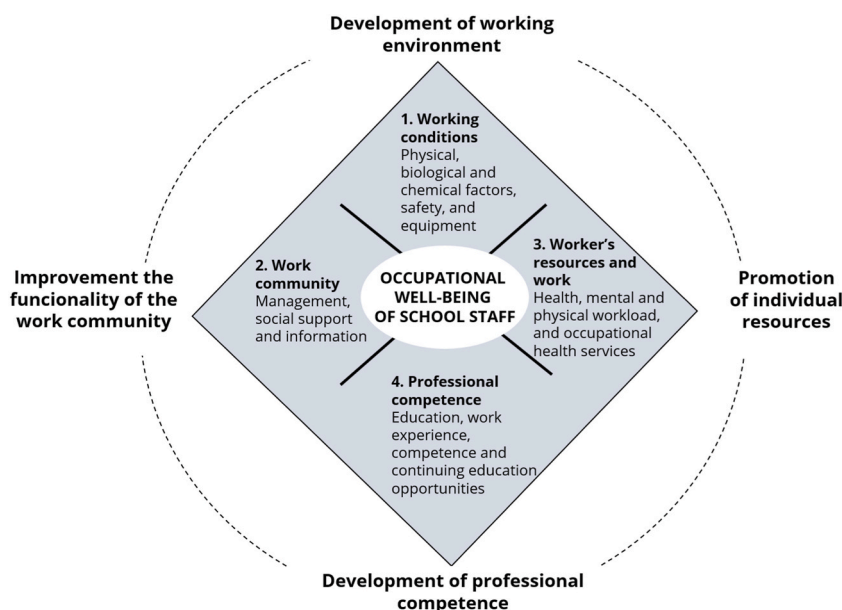 Development of working
environment
1. Working
conditions
Physical,
biological and
chemical factors,
safety, and
equipment
Improvement the
funcionality of the
work community
2. Work
community
Management,
social support
and information
OCCUPATIONAL
WELL-BEING
OF SCHOOL STAFF
3. Worker’s
resources and
work
Health, mental and
physical workload,
and occupational
health services
Promotion
of individual
resources
4. Professional
competence
Education, work
experience,
competence and
continuing education
opportunities
Development of professional
competence